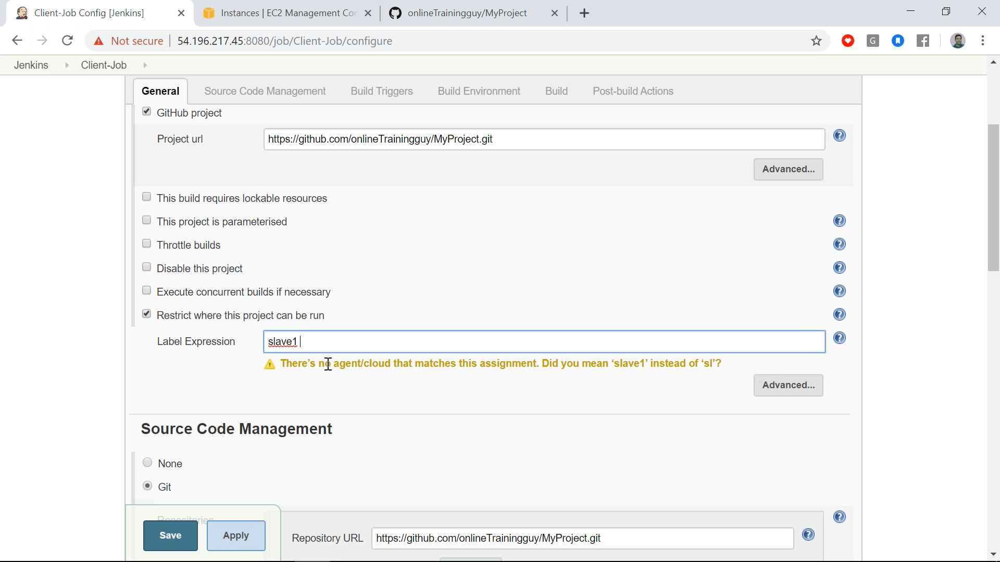 Client-Job Config [Jenkins]
Instances | EC2 Management Con
onlineTrainingguy/MyProject
Not secure
54.196.217.45:8080/job/Client-Job/configure
G
Jenkins
Client-Job
General
Source Code Management
Build Triggers
Build Environment
Build
Post-build Actions
GitHub project
Project url
https://github.com/onlineTrainingguy/MyProject.git
Advanced...
This build requires lockable resources
This project is parameterised
Throttle builds
Disable this project
Execute concurrent builds if necessary
Restrict where this project can be run
Label Expression
slave1
There’s no agent/cloud that matches this assignment. Did you mean ‘slave1’ instead of ‘sl’?
Advanced...
Source Code Management
None
Git
Repositories
Save
Apply
Repository URL
https://github.com/onlineTrainingguy/MyProject.git